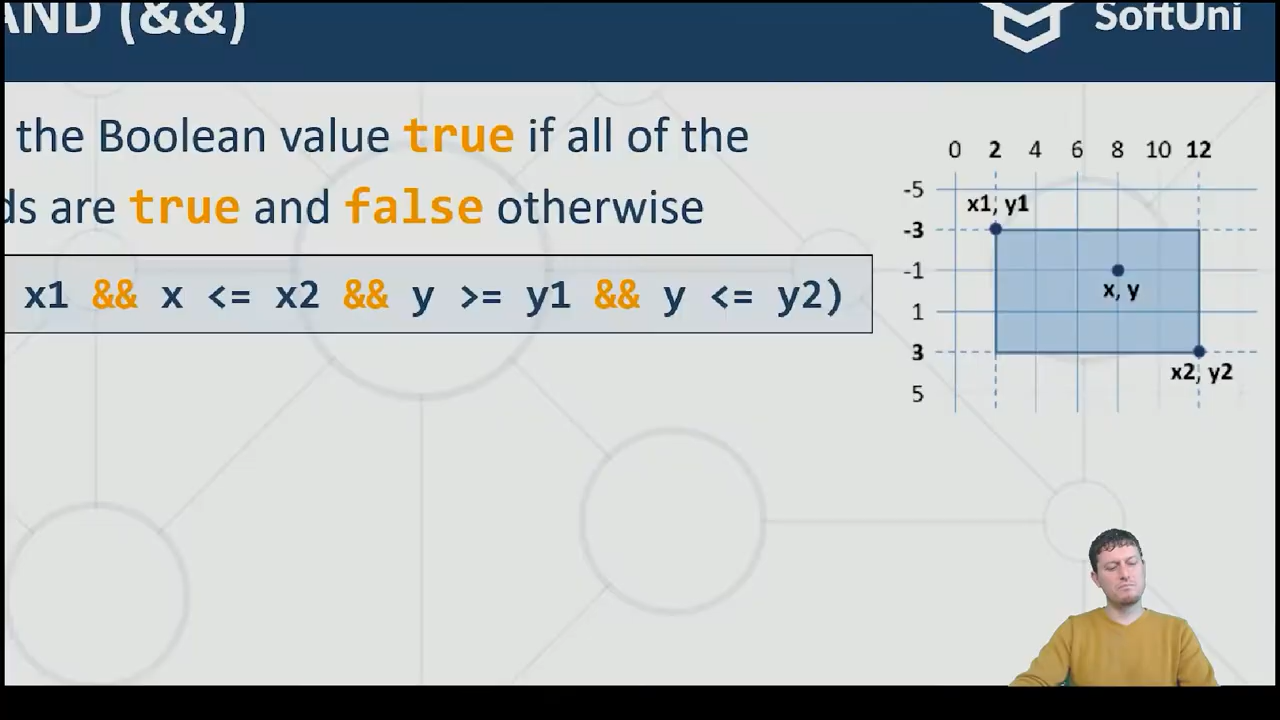 AND (&&)
SoftUni
the Boolean value true if all of the
ds are true and false otherwise
x1 && x <= x2 && y >= y1 && y <= y2)
0 2 4 6 8 10 12
-5
x1, y1
-3
-1
x, y
1
3
x2, y2
5